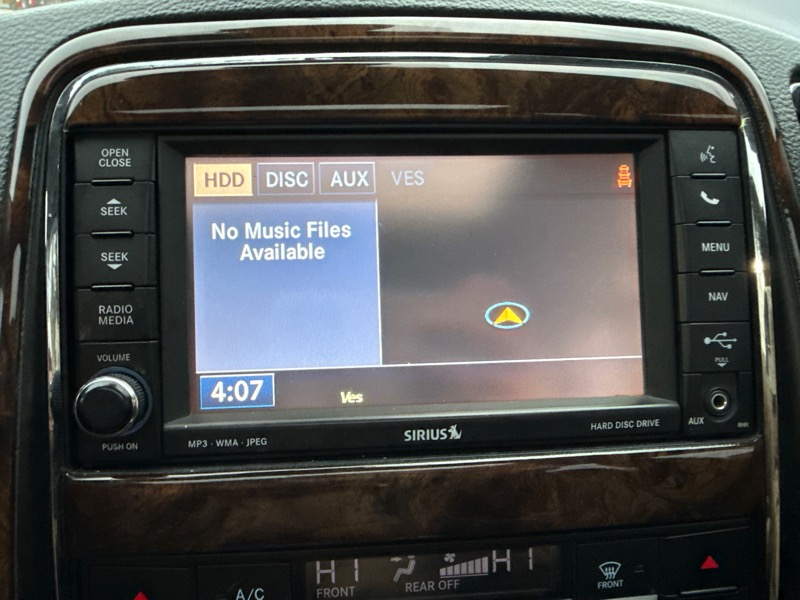 OPEN
CLOSE
SEEK
SEEK
RADIO
MEDIA
VOLUME
PUSH ON
HDD DISC AUX VES
No Music Files
Available
4:07
Ves
MP3 · WMA · JPEG
SIRIUS
HARD DISC DRIVE
MENU
NAV
PULL
AUX
RHR
A/C
HI
FRONT
REAR OFF
HI
FRONT